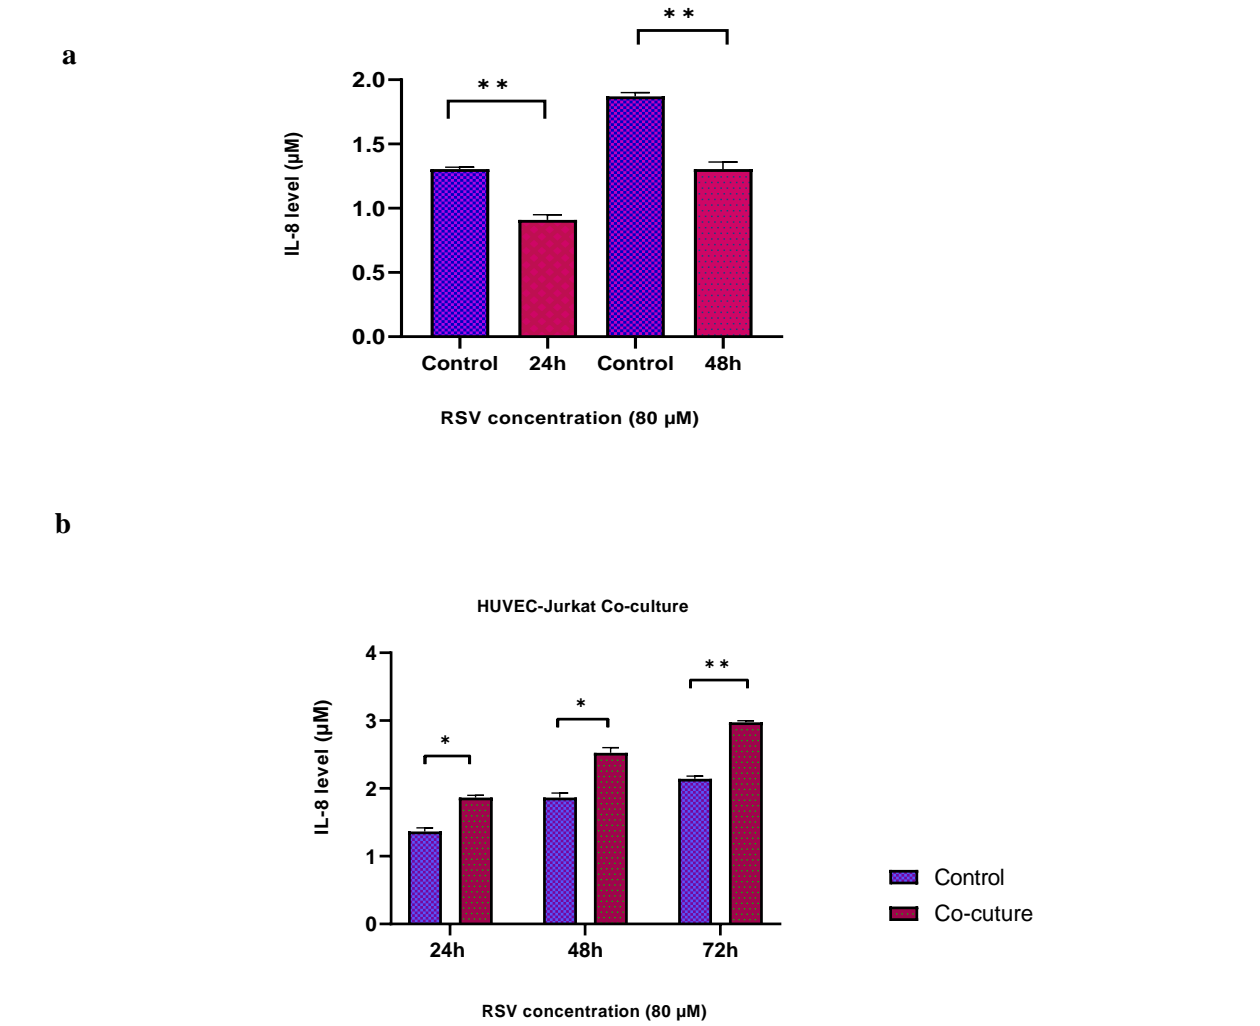 a
**
**
2.0
1.5
1.0
0.5
0.0
IL-8 level (µM)
Control 24h Control 48h
RSV concentration (80 µM)
b
HUVEC-Jurkat Co-culture
4
3
2
1
0
IL-8 level (µM)
*
*
**
24h 48h 72h
RSV concentration (80 µM)
Control
Co-cuture